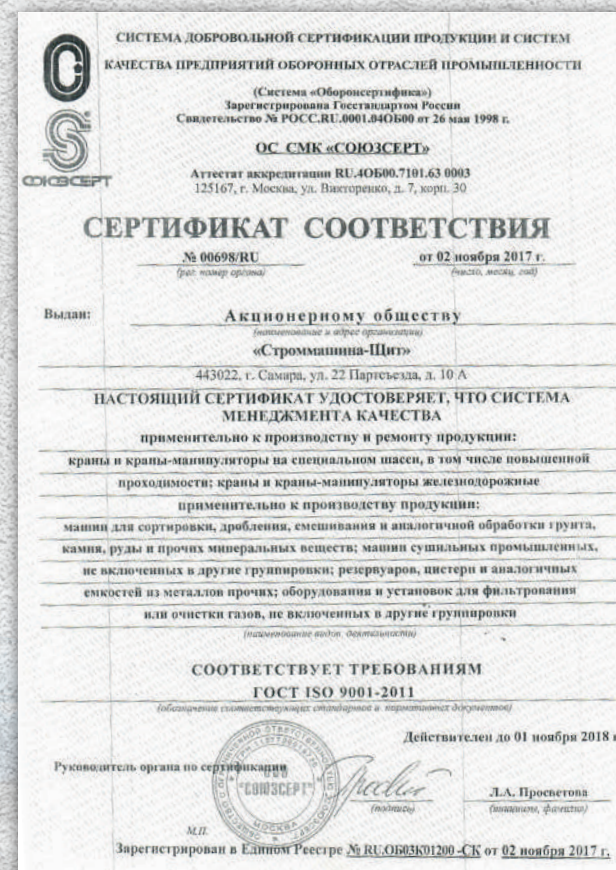 СИСТЕМА ДОБРОВОЛЬНОЙ СЕРТИФИКАЦИИ ПРОДУКЦИИ И СИСТЕМ
КАЧЕСТВА ПРЕДПРИЯТИЙ ОБОРОННЫХ ОТРАСЛЕЙ ПРОМЫШЛЕННОСТИ
(Система «Оборонсертифика»)
Зарегистрирована Госстандартом России
Свидетельство № РОСС.RU.0001.04ОБ00 от 26 мая 1998 г.
СОЮЗСЕРТ
ОС СМК «СОЮЗСЕРТ»
Аттестат аккредитации RU.4ОБ00.7101.63 0003
125167, г. Москва, ул. Викторенко, д. 7, корп. 30
СЕРТИФИКАТ СООТВЕТСТВИЯ
№ 00698/RU от 02 ноября 2017 г.
(рег. номер органа) (число, месяц, год)
Выдан: Акционерному обществу
(наименование и адрес организации)
«Строммашина-Щит»
443022, г. Самара, ул. 22 Партсъезда, д. 10 А
НАСТОЯЩИЙ СЕРТИФИКАТ УДОСТОВЕРЯЕТ, ЧТО СИСТЕМА
МЕНЕДЖМЕНТА КАЧЕСТВА
применительно к производству и ремонту продукции:
краны и краны-манипуляторы на специальном шасси, в том числе повышенной
проходимости; краны и краны-манипуляторы железнодорожные
применительно к производству продукции:
машин для сортировки, дробления, смешивания и аналогичной обработки грунта,
камня, руды и прочих минеральных веществ; машин сушильных промышленных,
не включенных в другие группировки; резервуаров, цистерн и аналогичных
емкостей из металлов прочих; оборудования и установок для фильтрования
или очистки газов, не включенных в другие группировки
(наименование видов деятельности)
СООТВЕТСТВУЕТ ТРЕБОВАНИЯМ
ГОСТ ISO 9001-2011
(обозначение соответствующих стандартов и нормативных документов)
Действителен до 01 ноября 2018 г
Руководитель органа по сертификации
ООО
"СОЮЗСЕРТ"
МОСКВА
(подпись)
Л.А. Просветова
(инициалы, фамилия)
М.П.
Зарегистрирован в Едином Реестре № RU.ОБ03К01200 -СК от 02 ноября 2017 г.